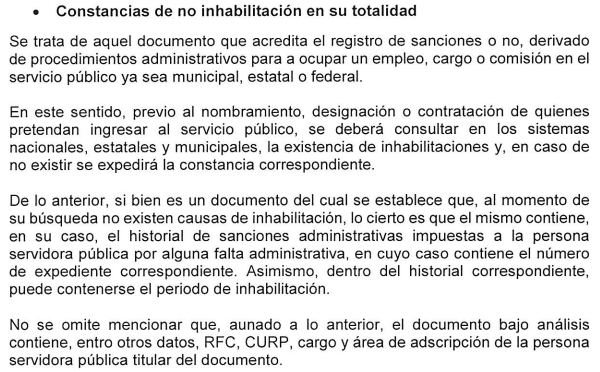 • Constancias de no inhabilitación en su totalidad
Se trata de aquel documento que acredita el registro de sanciones o no, derivado
de procedimientos administrativos para a ocupar un empleo, cargo o comisión en el
servicio público ya sea municipal, estatal o federal.
En este sentido, previo al nombramiento, designación o contratación de quienes
pretendan ingresar al servicio público, se deberá consultar en los sistemas
nacionales, estatales y municipales, la existencia de inhabilitaciones y, en caso de
no existir se expedirá la constancia correspondiente.
De lo anterior, si bien es un documento del cual se establece que, al momento de
su búsqueda no existen causas de inhabilitación, lo cierto es que el mismo contiene,
en su caso, el historial de sanciones administrativas impuestas a la persona
servidora pública por alguna falta administrativa, en cuyo caso contiene el número
de expediente correspondiente. Asimismo, dentro del historial correspondiente,
puede contenerse el periodo de inhabilitación.
No se omite mencionar que, aunado a lo anterior, el documento bajo análisis
contiene, entro otros datos, RFC, CURP, cargo y área de adscripción de la persona
servidora pública titular del documento.